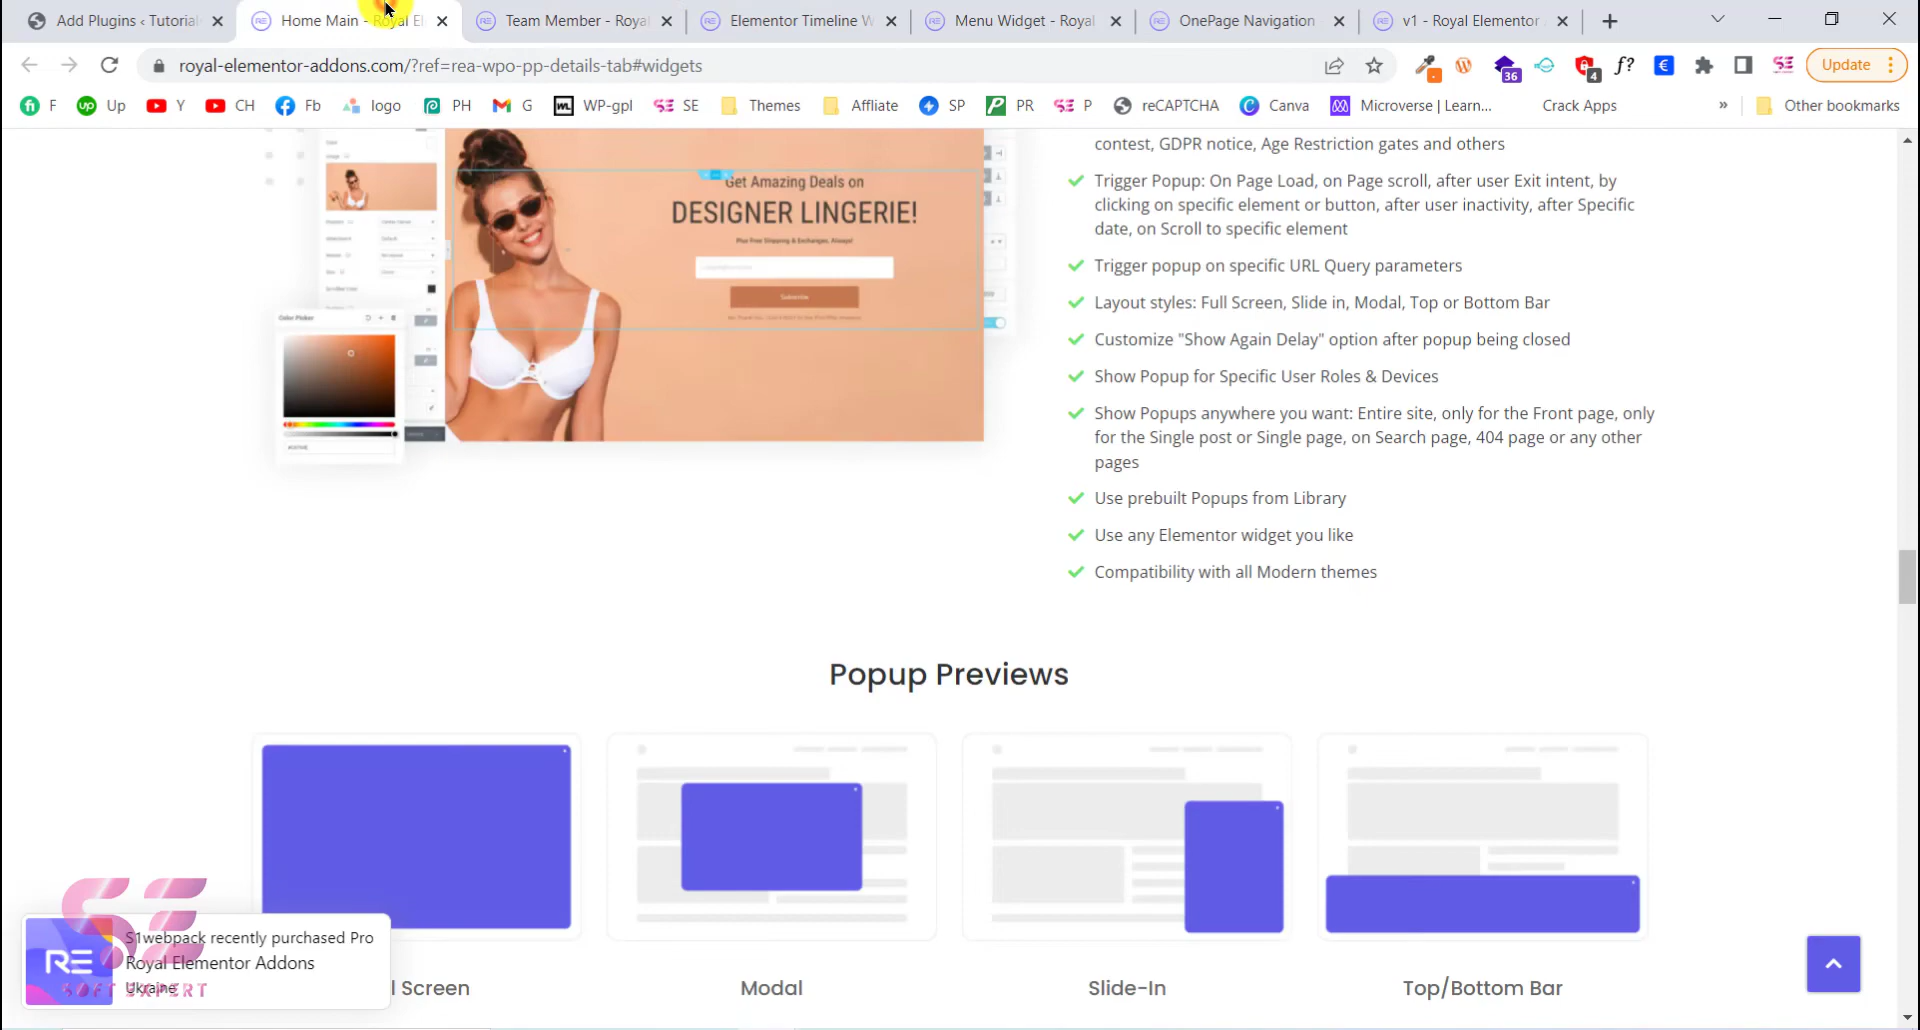 Add Plugins ‹ Tutorial
Home Main - Royal El
Team Member - Royal
Elementor Timeline W
Menu Widget - Royal
OnePage Navigation
v1 - Royal Elementor
royal-elementor-addons.com/?ref=rea-wpo-pp-details-tab#widgets
36
4
f?
Update
F
Up
Y
CH
Fb
logo
PH
G
WP-gpl
SE
Themes
Affliate
SP
PR
P
reCAPTCHA
Canva
Microverse | Learn...
Crack Apps
»
Other bookmarks
contest, GDPR notice, Age Restriction gates and others
Trigger Popup: On Page Load, on Page scroll, after user Exit intent, by
clicking on specific element or button, after user inactivity, after Specific
date, on Scroll to specific element
Trigger popup on specific URL Query parameters
Layout styles: Full Screen, Slide in, Modal, Top or Bottom Bar
Customize "Show Again Delay" option after popup being closed
Show Popup for Specific User Roles & Devices
Show Popups anywhere you want: Entire site, only for the Front page, only
for the Single post or Single page, on Search page, 404 page or any other
pages
Use prebuilt Popups from Library
Use any Elementor widget you like
Compatibility with all Modern themes
Get Amazing Deals on
DESIGNER LINGERIE!
Plus Free Shipping & Exchanges, Always!
Subscribe
Color Picker
Popup Previews
l Screen
Modal
Slide-In
Top/Bottom Bar
SE
SOFT EXPERT
RE
S1webpack recently purchased Pro
Royal Elementor Addons
Ukraine